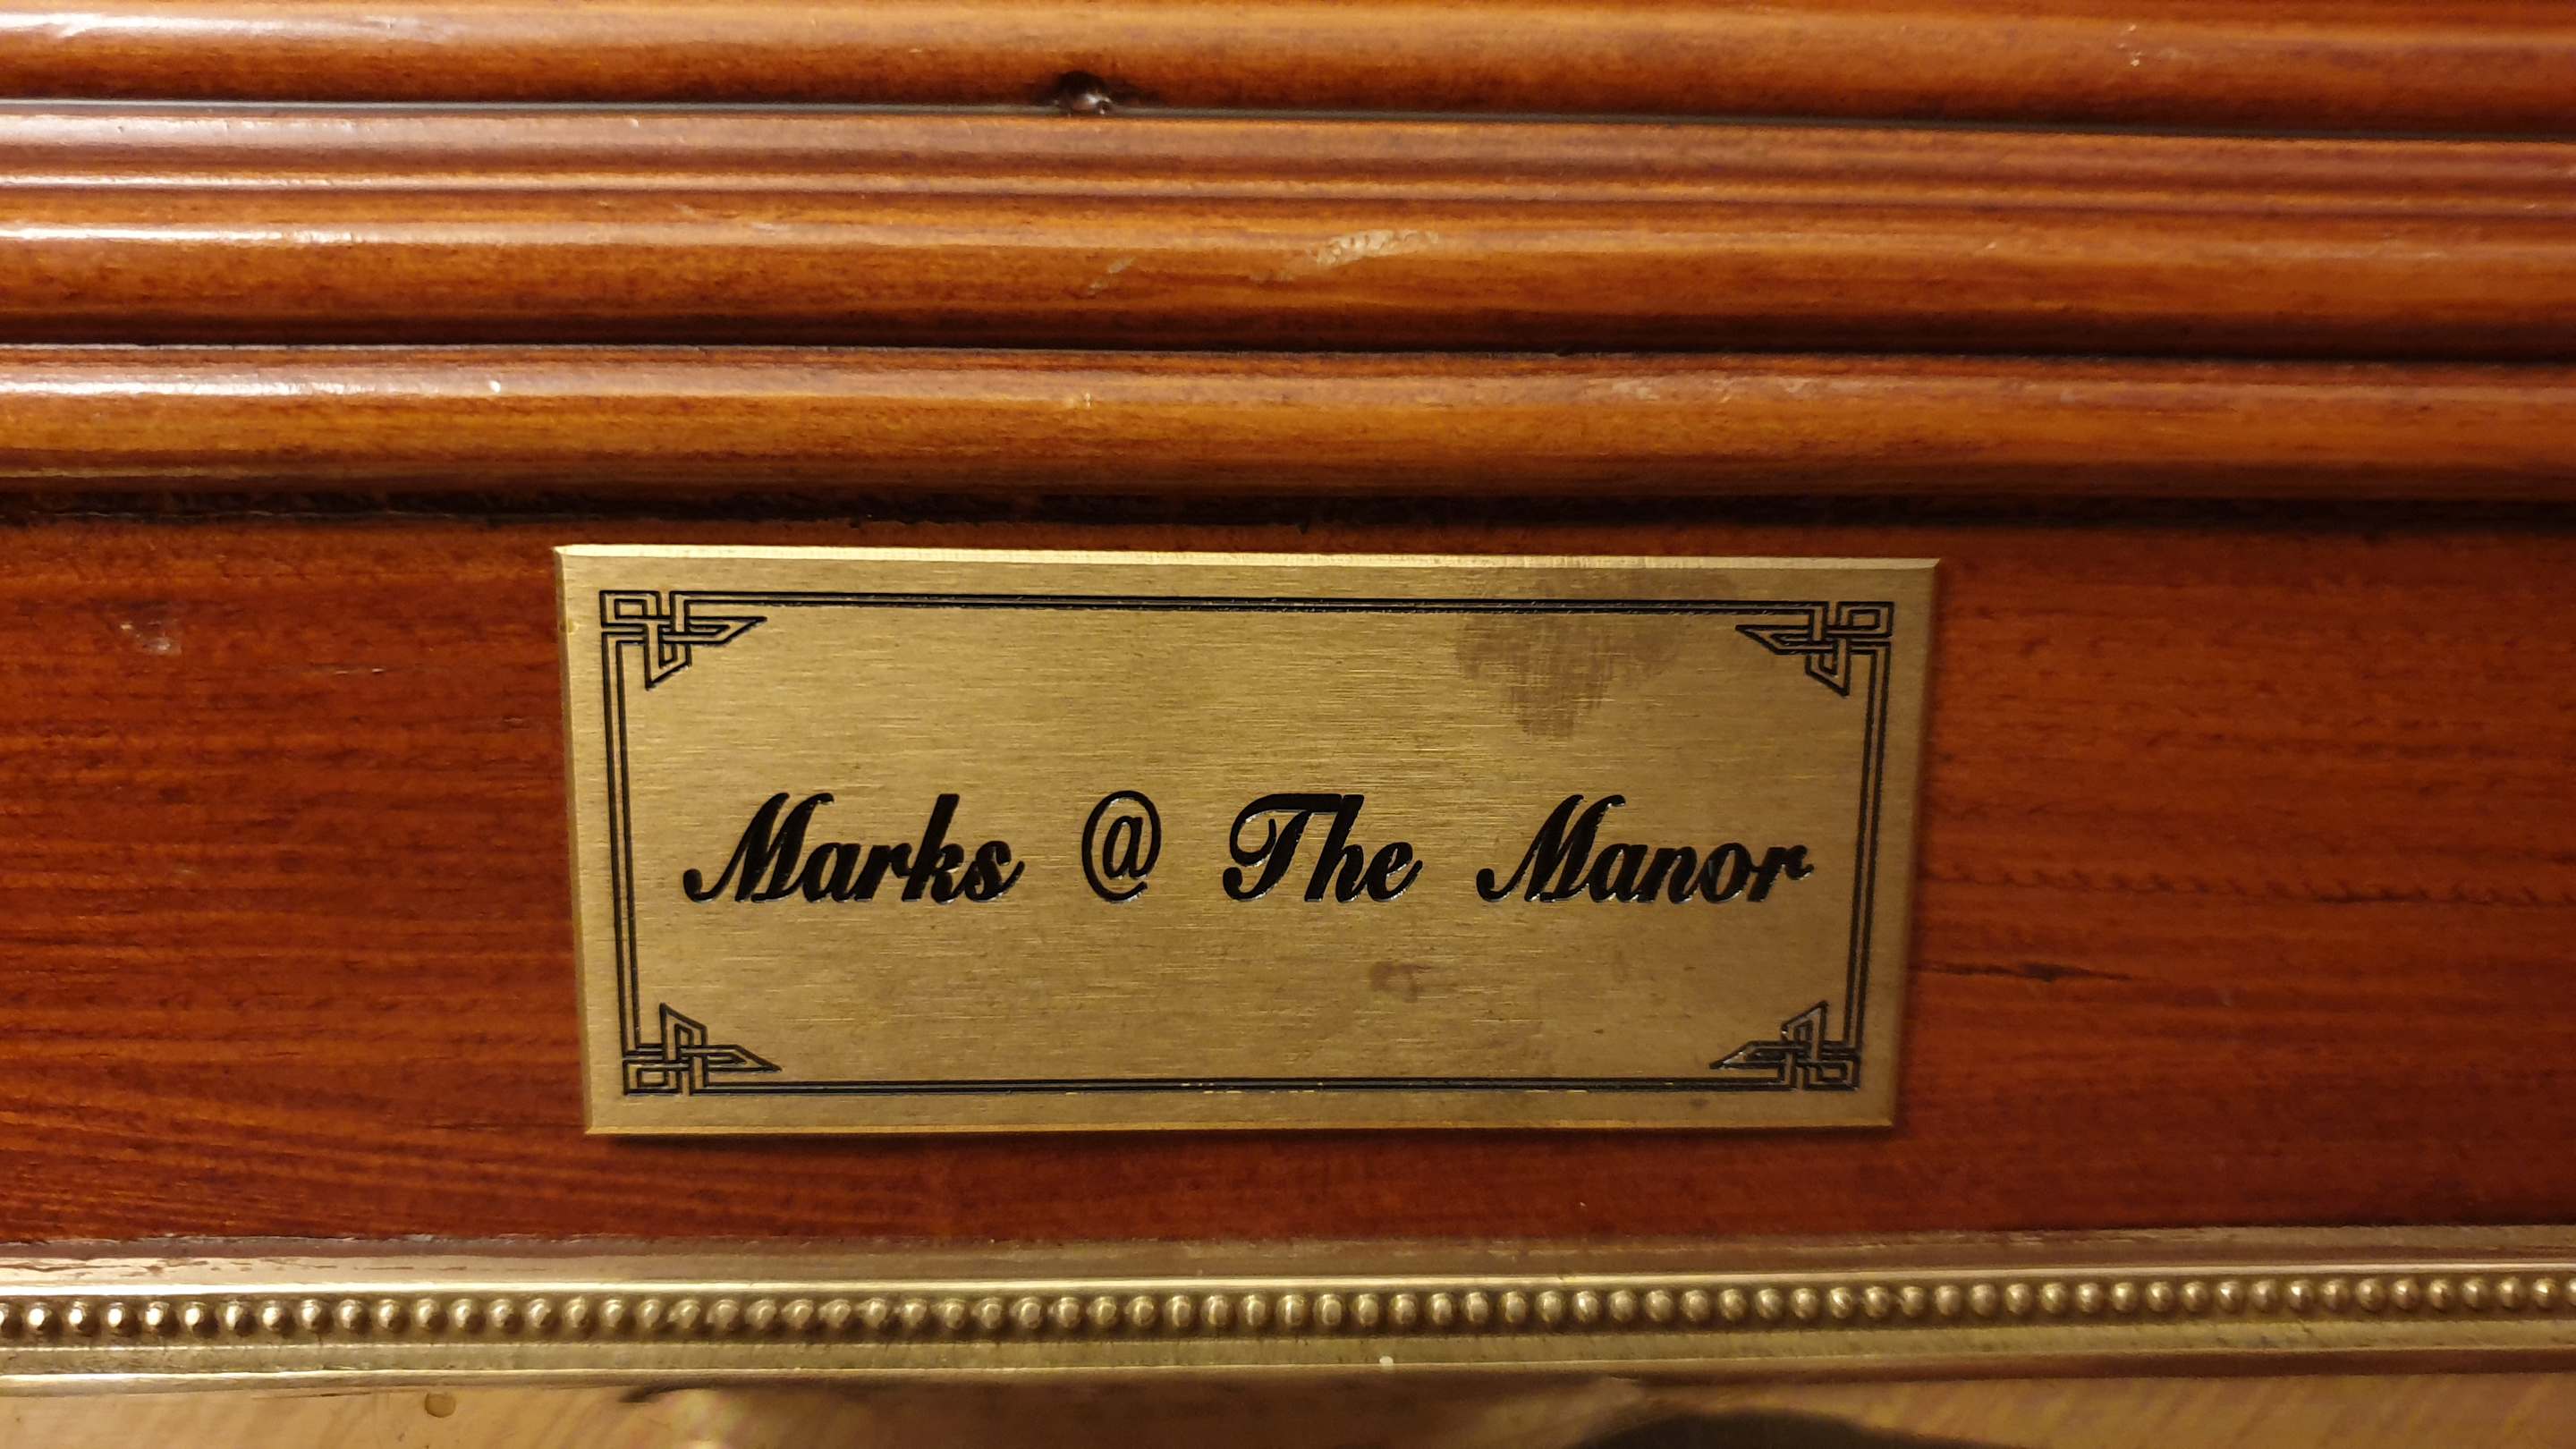 Marks @ The Manor